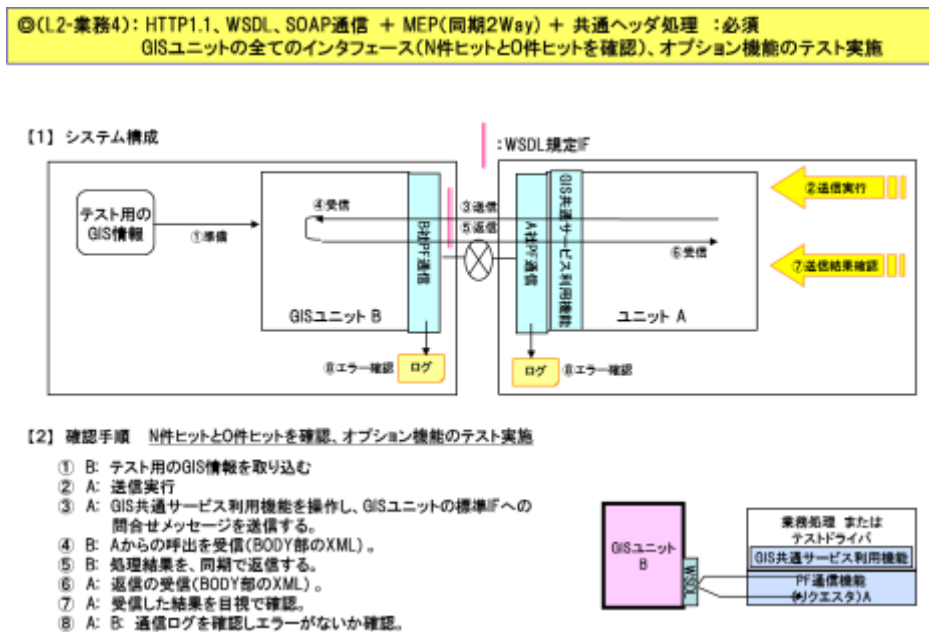 ◎(L2-業務4): HTTP1.1、WSDL、SOAP通信 + MEP(同期2Way) + 共通ヘッダ処理 :必須
GISユニットの全てのインタフェース(N件ヒットと0件ヒットを確認)、オプション機能のテスト実施
【1】 システム構成
:WSDL規定IF
テスト用の
GIS情報
①準備
④受信
③送信
⑤返信
⑥受信
B社PF通信
A社PF通信
GIS共通サービス利用機能
GISユニット B
ユニット A
②送信実行
⑦送信結果確認
⑧エラー確認
ログ
ログ
⑧エラー確認
【2】 確認手順 N件ヒットと0件ヒットを確認、オプション機能のテスト実施
① B: テスト用のGIS情報を取り込む
② A: 送信実行
③ A: GIS共通サービス利用機能を操作し、GISユニットの標準IFへの
問合せメッセージを送信する。
④ B: Aからの呼出を受信(BODY部のXML)。
⑤ B: 処理結果を、同期で返信する。
⑥ A: 返信の受信(BODY部のXML)。
⑦ A: 受信した結果を目視で確認。
⑧ A: B: 通信ログを確認しエラーがないか確認。
GISユニット
B
WSDL
業務処理 または
テストドライバ
GIS共通サービス利用機能
PF通信機能
(リクエスタ)A